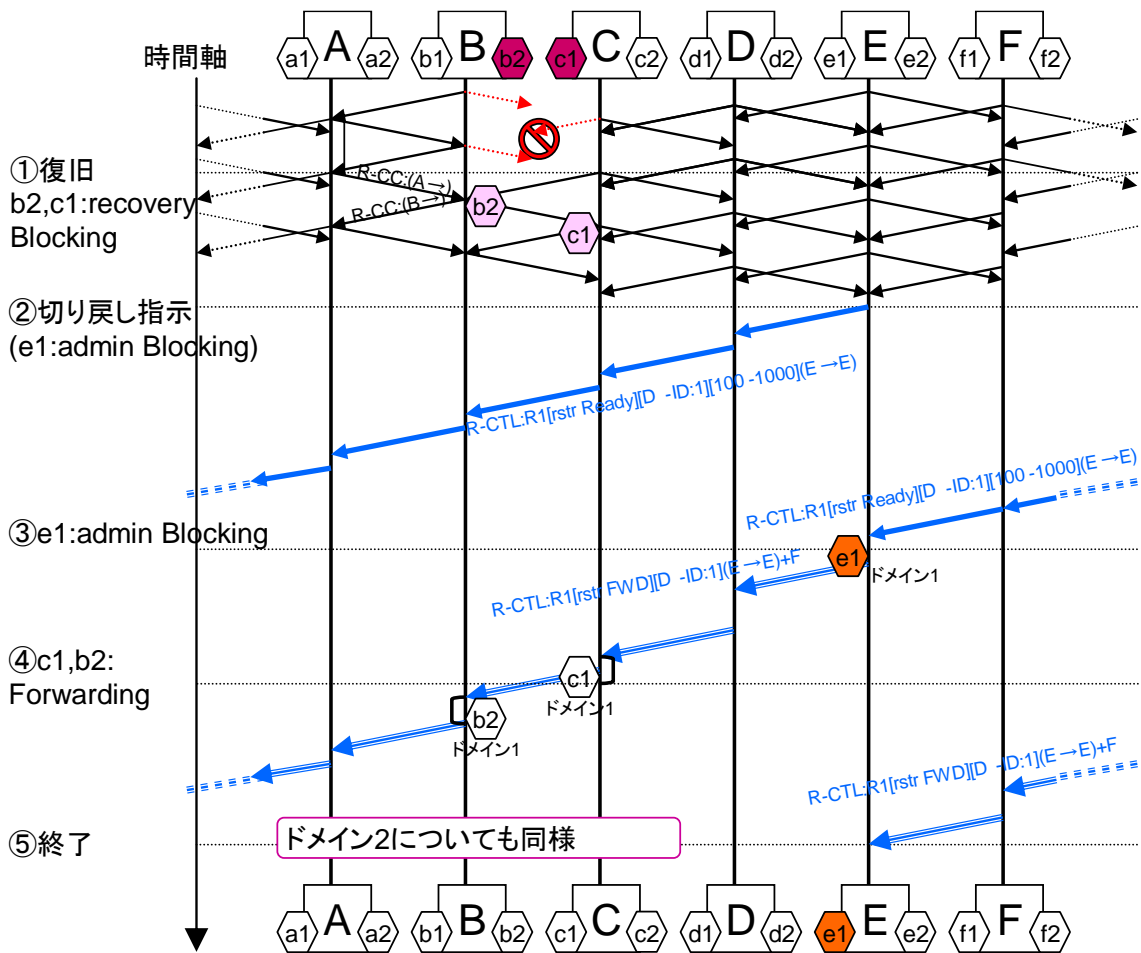 A
B
C
D
E
F
a1
a2
b1
b2
c1
c2
d1
d2
e1
e2
f1
f2
時間軸
①復旧
b2,c1:recovery
Blocking
R-CC:(A→)
R-CC:(B→)
b2
c1
②切り戻し指示
(e1:admin Blocking)
R-CTL:R1[rstr Ready][D -ID:1][100 -1000](E→E)
R-CTL:R1[rstr Ready][D -ID:1][100 -1000](E→E)
③e1:admin Blocking
e1
ドメイン1
R-CTL:R1[rstr FWD][D -ID:1](E→E)+F
④c1,b2:
Forwarding
c1
ドメイン1
b2
ドメイン1
R-CTL:R1[rstr FWD][D -ID:1](E→E)+F
⑤終了
ドメイン2についても同様
A
B
C
D
E
F
a1
a2
b1
b2
c1
c2
d1
d2
e1
e2
f1
f2